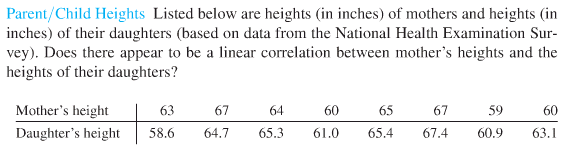 Parent/Child Heights Listed below are heights (in inches) of mothers and heights (in
inches) of their daughters (based on data from the National Health Examination Sur-
vey). Does there appear to be a linear correlation between mother's heights and the
heights of their daughters?
Mother's height 63 67 64 60 65 67 59 60
Daughter's height 58.6 64.7 65.3 61.0 65.4 67.4 60.9 63.1